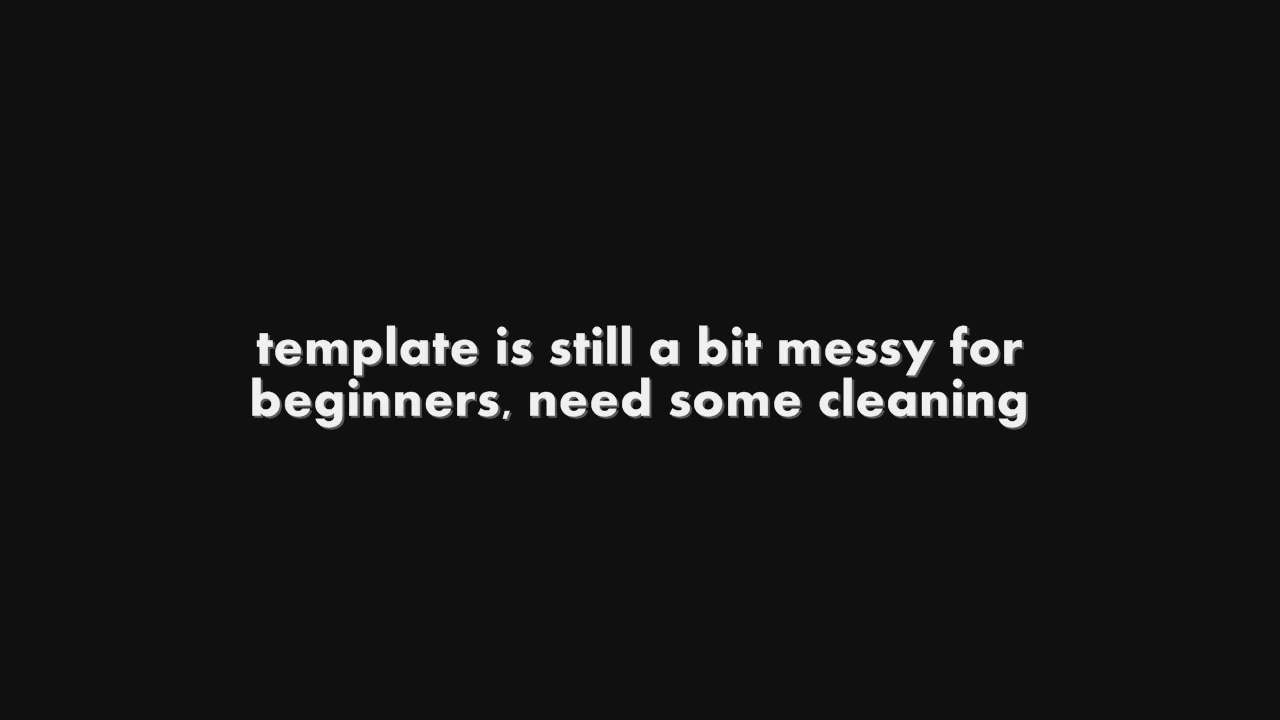 template is still a bit messy for
beginners, need some cleaning